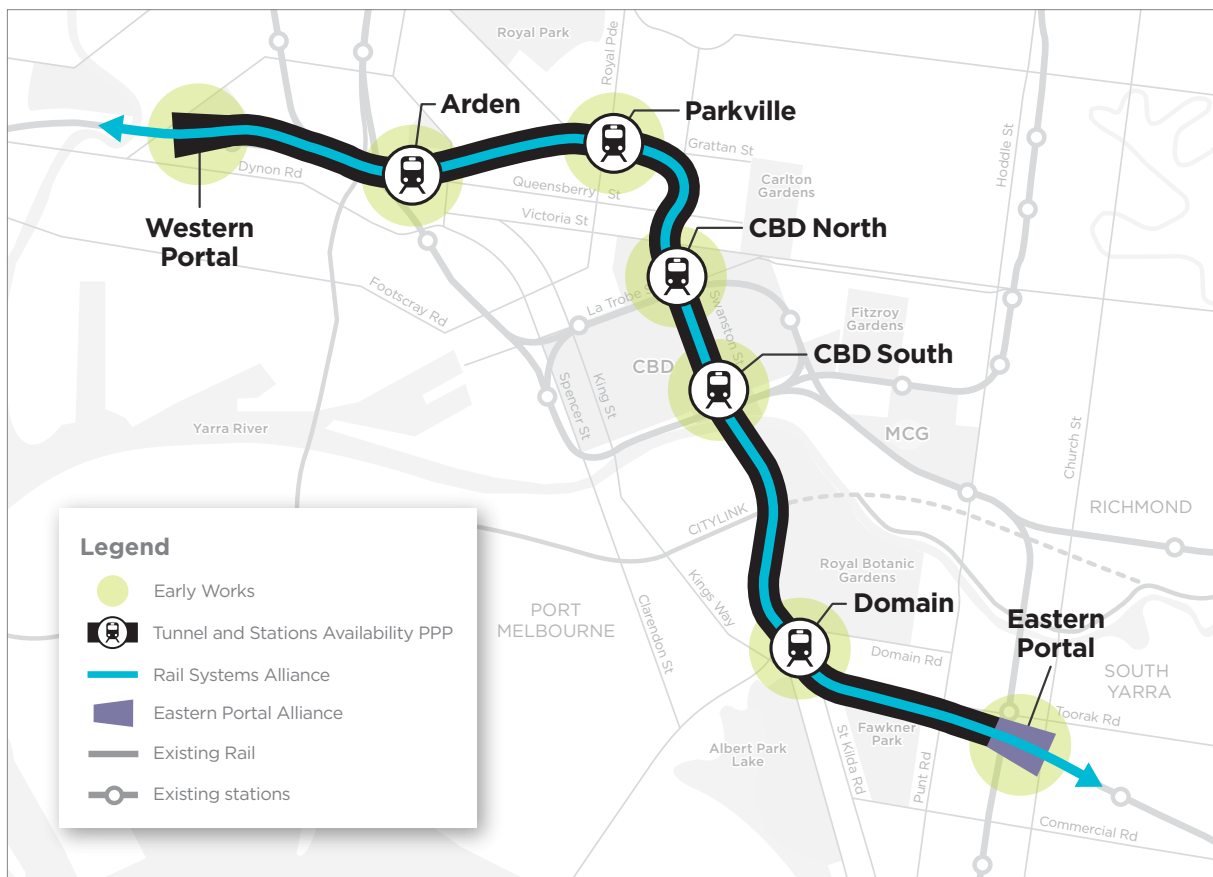 Royal Park
Royal Pde
Arden
Parkville
Hoddle St
Grattan St
Dynon Rd
Carlton
Gardens
Queensberry St
Victoria St
Western
Portal
CBD North
Footscray Rd
La Trobe S
Swanston St
Fitzroy
Gardens
CBD
CBD South
Spencer St
King St
Yarra River
MCG
Church St
CITYLINK
RICHMOND
Legend
Early Works
Tunnel and Stations Availability PPP
Rail Systems Alliance
Eastern Portal Alliance
Existing Rail
Existing stations
Royal Botanic
Gardens
Kings Way
Clarendon St
PORT
MELBOURNE
Domain
Eastern
Portal
Domain Rd
SOUTH
YARRA
Toorak Rd
Fawkner
Park
Albert Park
Lake
St Kilda Rd
Punt Rd
Commercial Rd